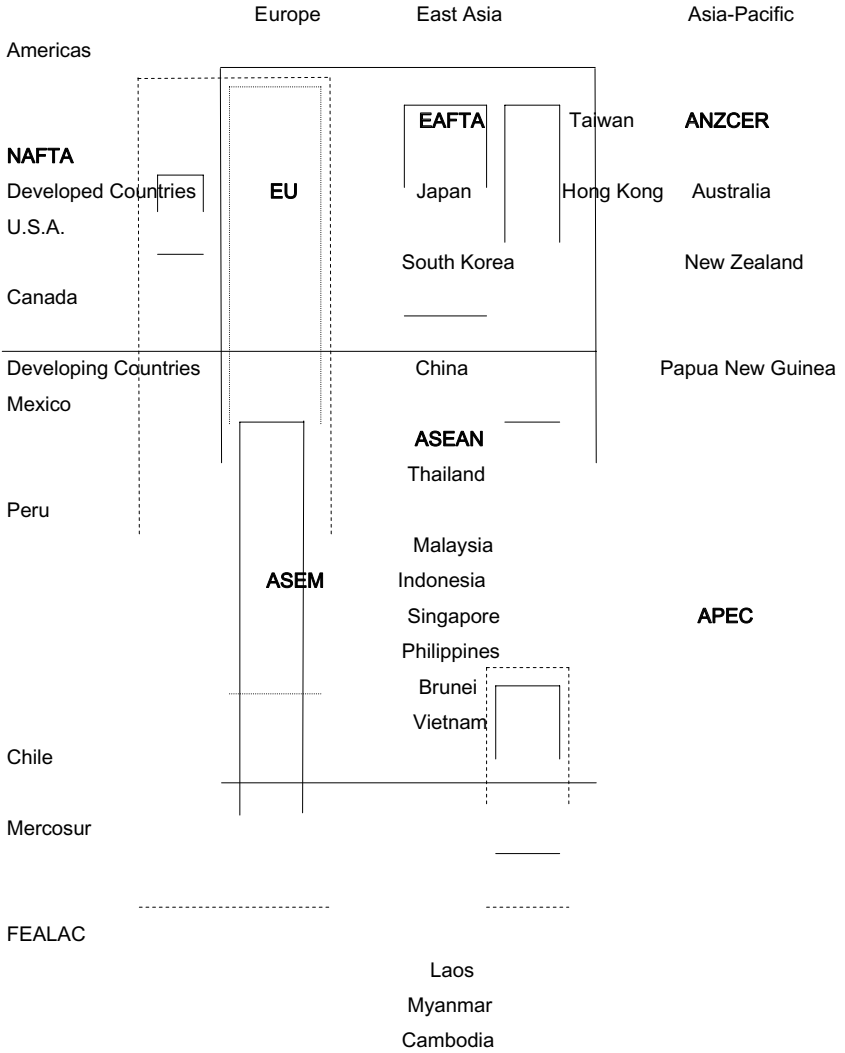 Europe East Asia Asia-Pacific
Americas
EAFTA Taiwan ANZCER
NAFTA
Developed Countries EU Japan Hong Kong Australia
U.S.A.
South Korea New Zealand
Canada
Developing Countries China Papua New Guinea
Mexico
ASEAN
Thailand
Peru
Malaysia
ASEM Indonesia
Singapore APEC
Philippines
Brunei
Vietnam
Chile
Mercosur
FEALAC
Laos
Myanmar
Cambodia